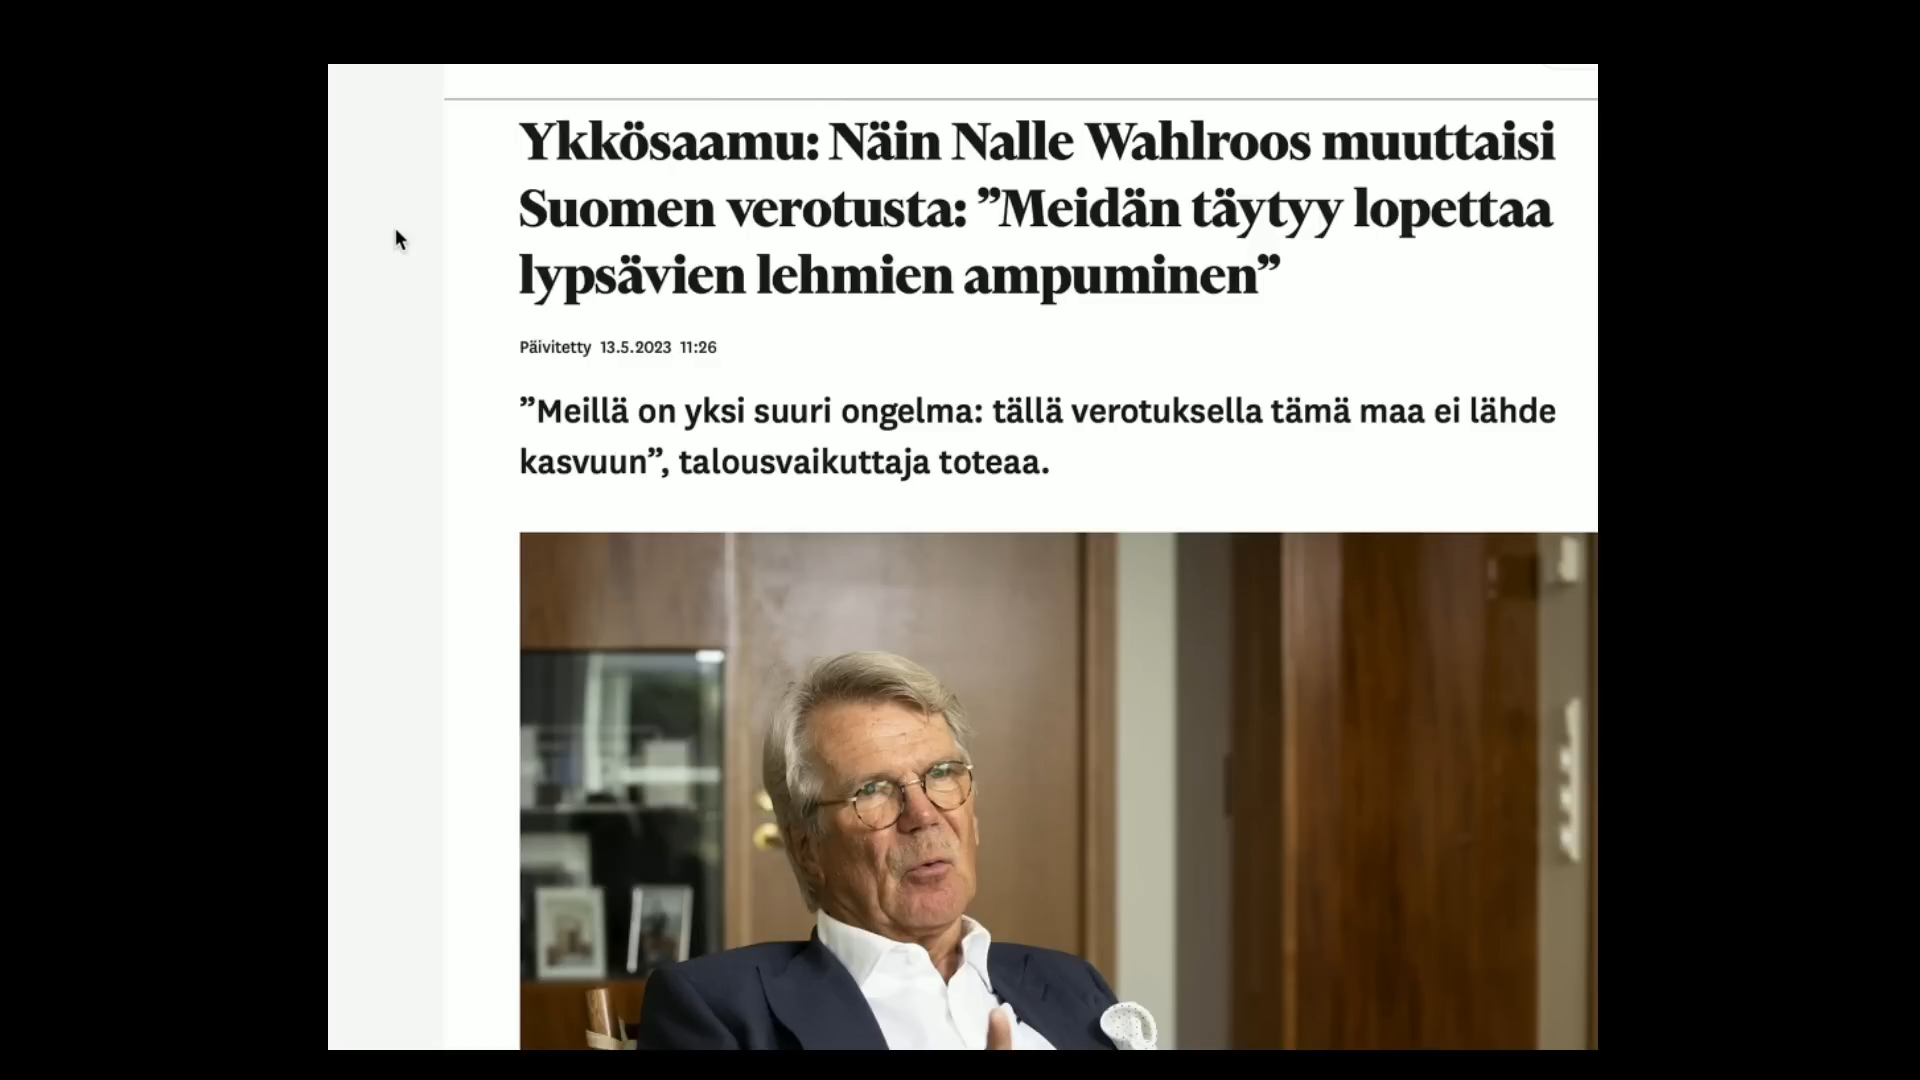 Ykkösaamu: Näin Nalle Wahlroos muuttaisi
Suomen verotusta: ”Meidän täytyy lopettaa
lypsävien lehmien ampuminen”
Päivitetty 13.5.2023 11:26
”Meillä on yksi suuri ongelma: tällä verotuksella tämä maa ei lähde
kasvuun”, talousvaikuttaja toteaa.